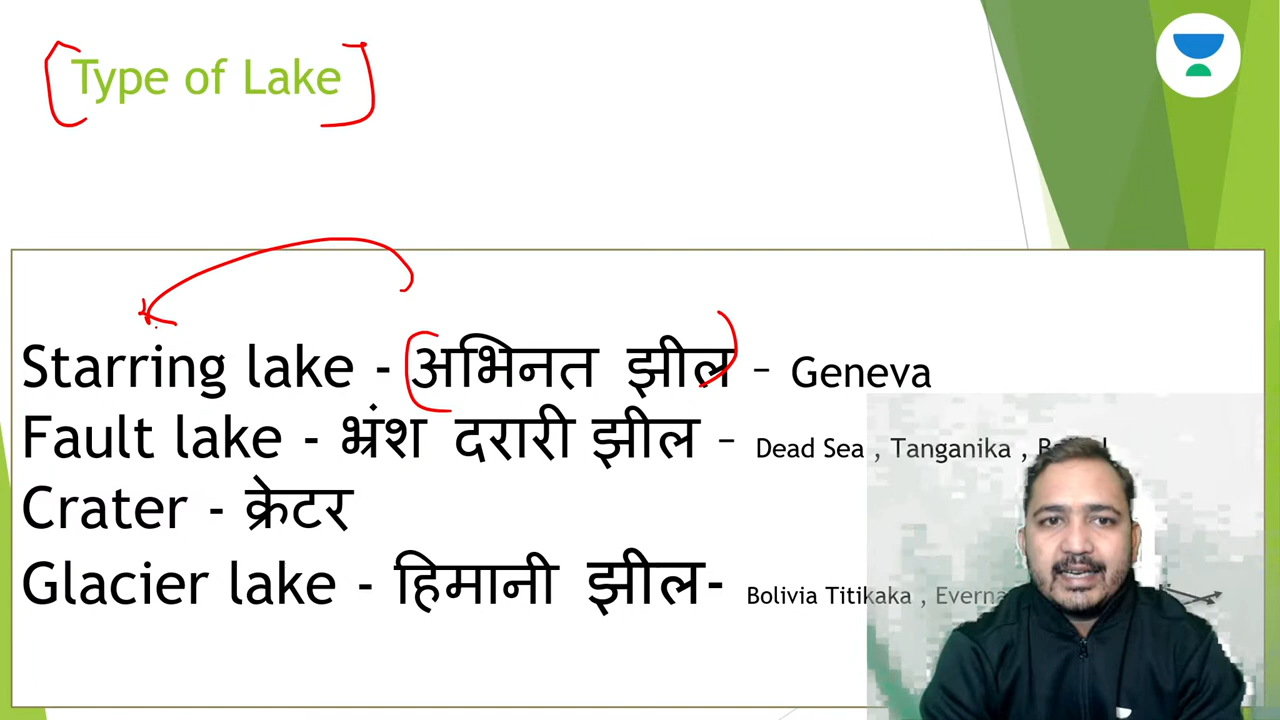 Type of Lake
Starring lake - अभिनत झील – Geneva
Fault lake - भ्रंश दरारी झील – Dead Sea , Tanganika ,
Crater - क्रेटर
Glacier lake - हिमानी झील- Bolivia Titikaka ,